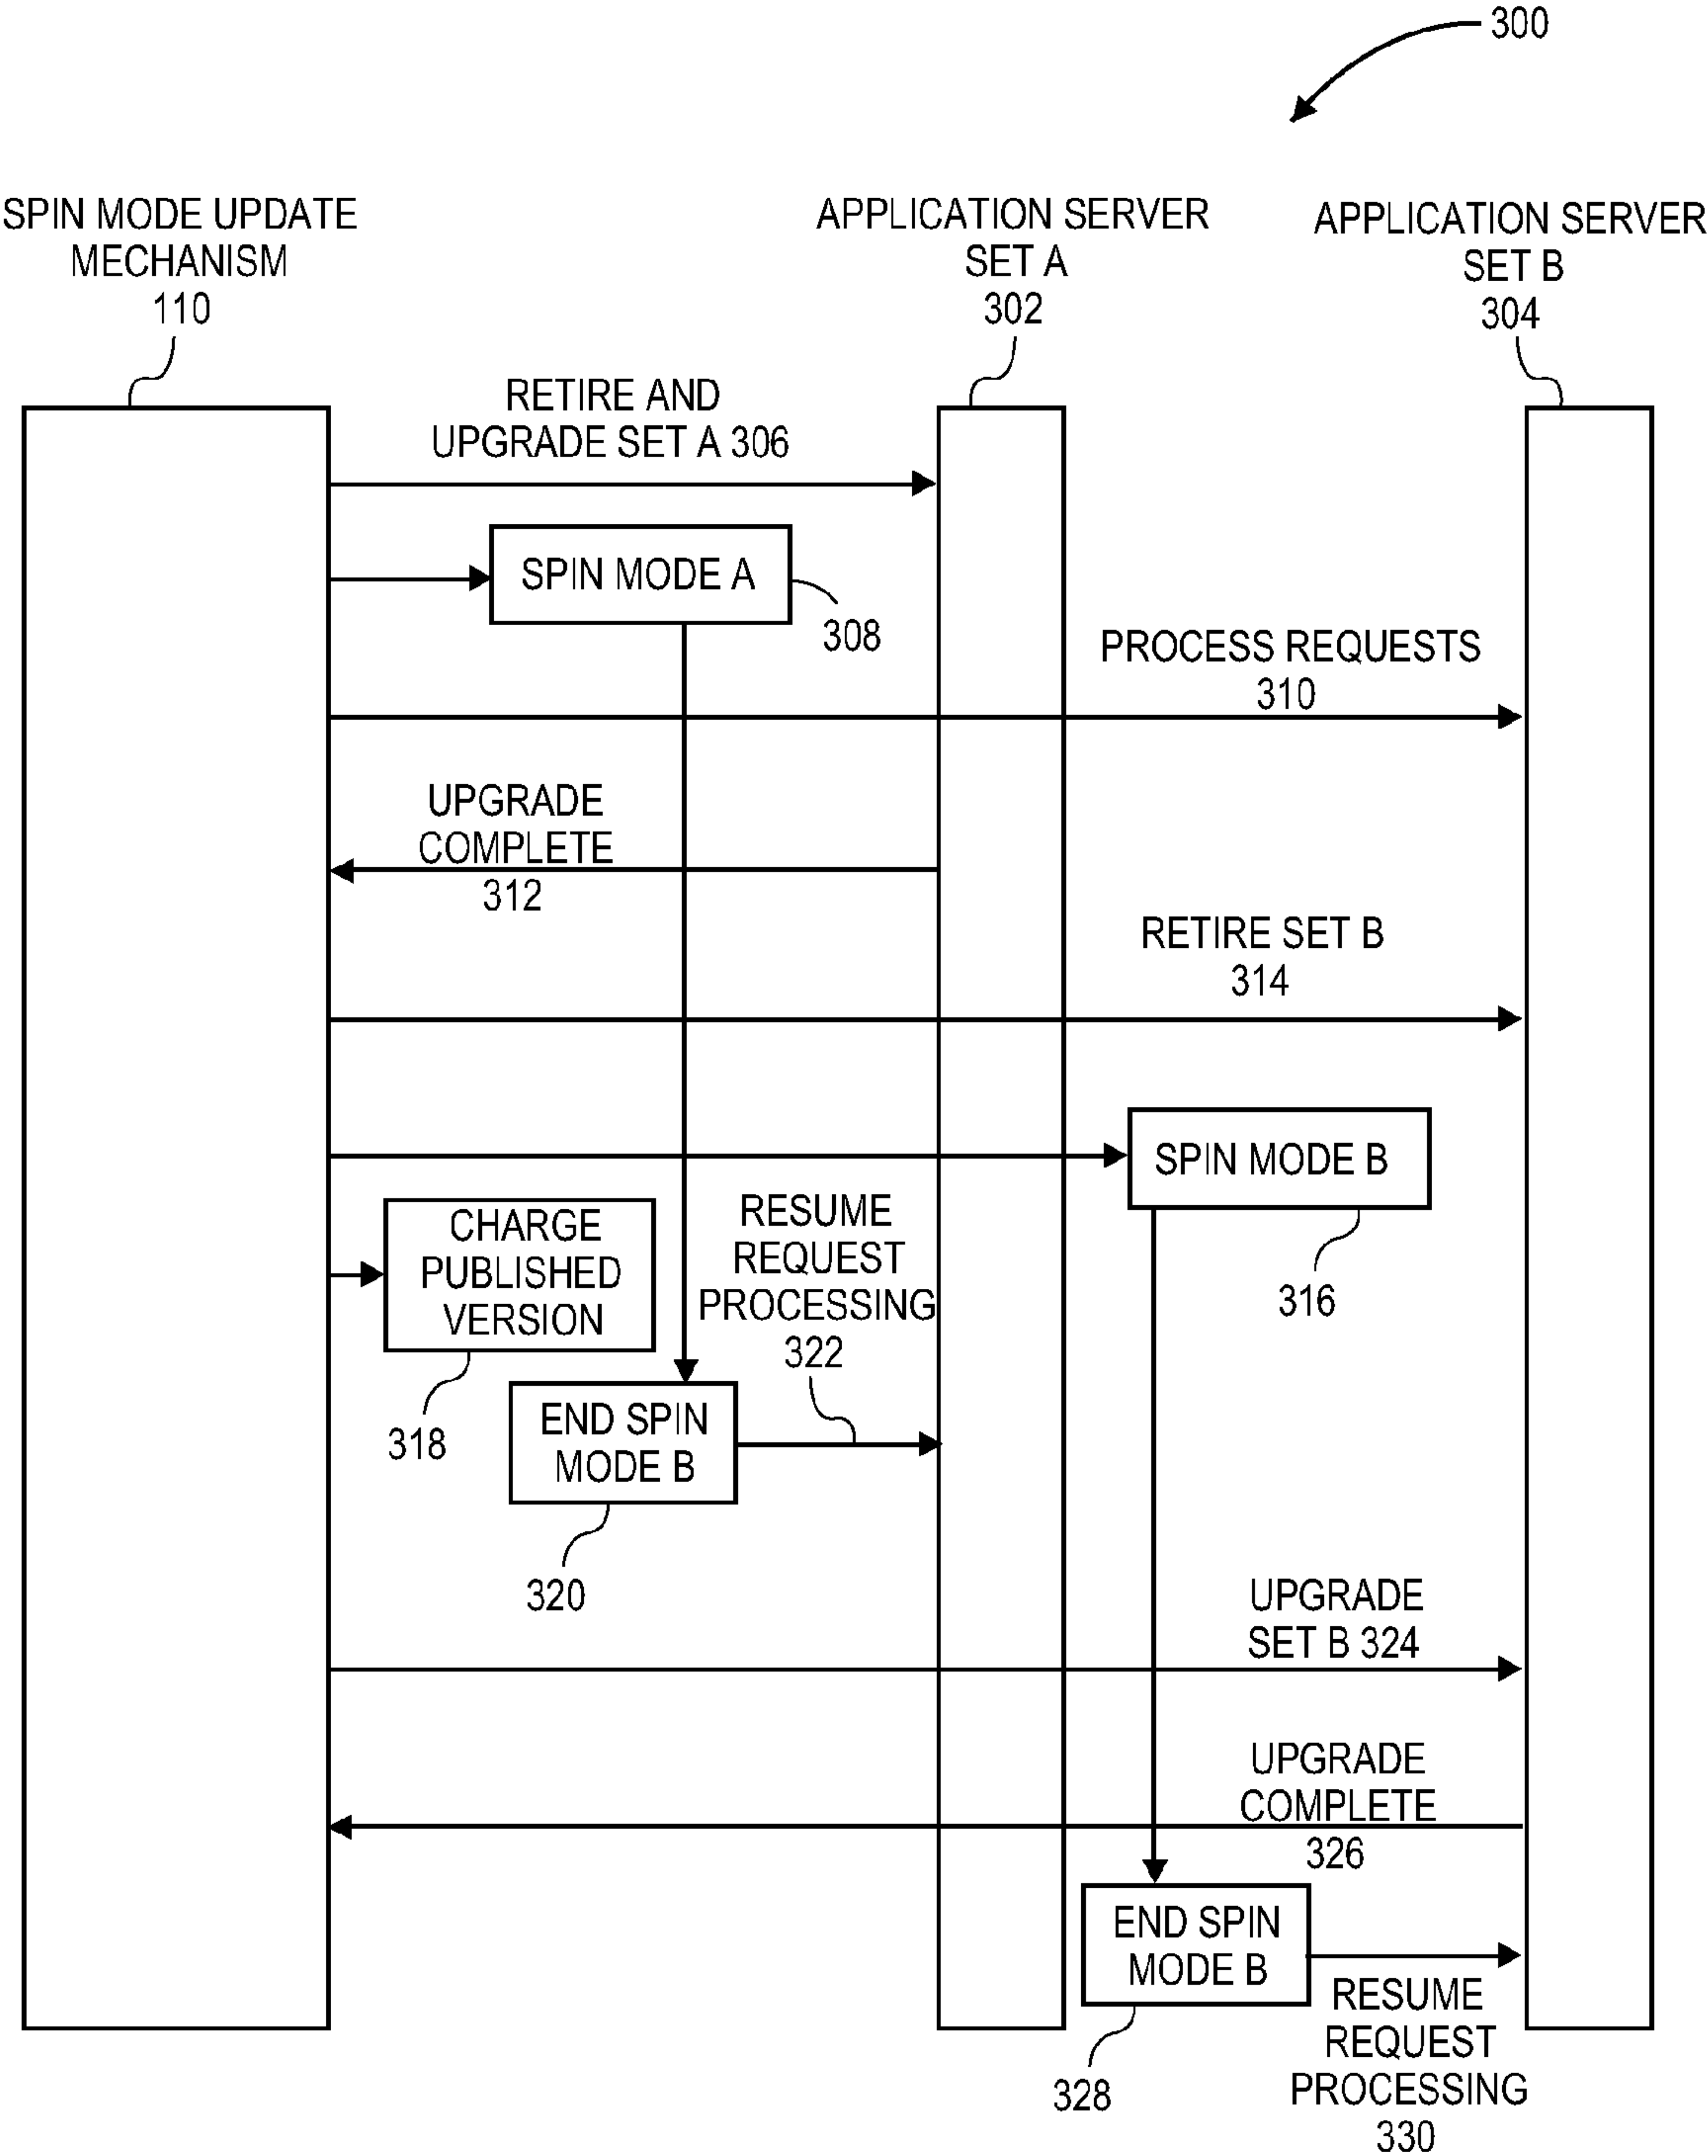 300
SPIN MODE UPDATE
MECHANISM
110
APPLICATION SERVER
SET A
302
APPLICATION SERVER
SET B
304
RETIRE AND
UPGRADE SET A 306
SPIN MODE A
308
PROCESS REQUESTS
310
UPGRADE
COMPLETE
312
RETIRE SET B
314
SPIN MODE B
316
CHARGE
PUBLISHED
VERSION
318
RESUME
REQUEST
PROCESSING
322
END SPIN
MODE B
320
UPGRADE
SET B 324
UPGRADE
COMPLETE
326
END SPIN
MODE B
328
RESUME
REQUEST
PROCESSING
330